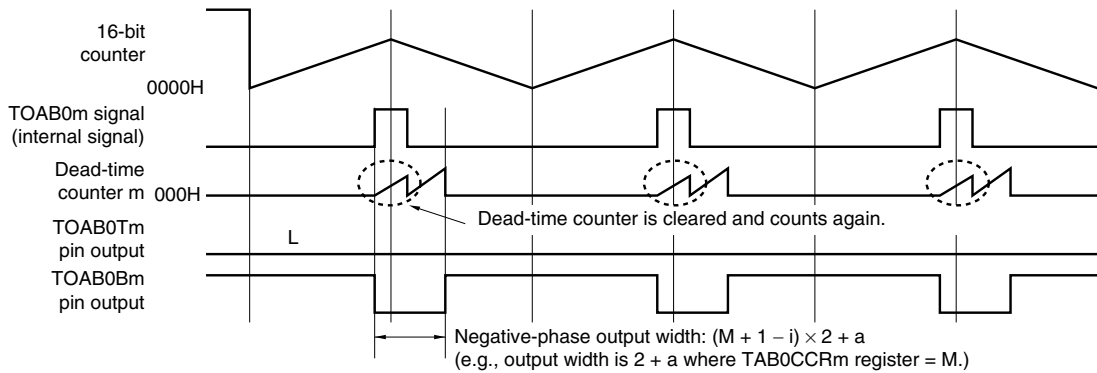 16-bit
counter
0000H
TOAB0m signal
(internal signal)
Dead-time
counter m
000H
Dead-time counter is cleared and counts again.
TOAB0Tm
pin output
L
TOAB0Bm
pin output
Negative-phase output width: (M + 1 – i) × 2 + a
(e.g., output width is 2 + a where TAB0CCRm register = M.)